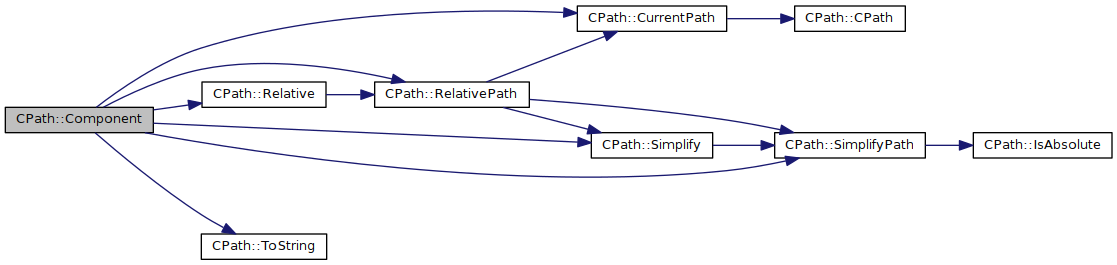 CPath::CurrentPath
CPath::CPath
CPath::Relative
CPath::RelativePath
CPath::Component
CPath::Simplify
CPath::SimplifyPath
CPath::IsAbsolute
CPath::ToString